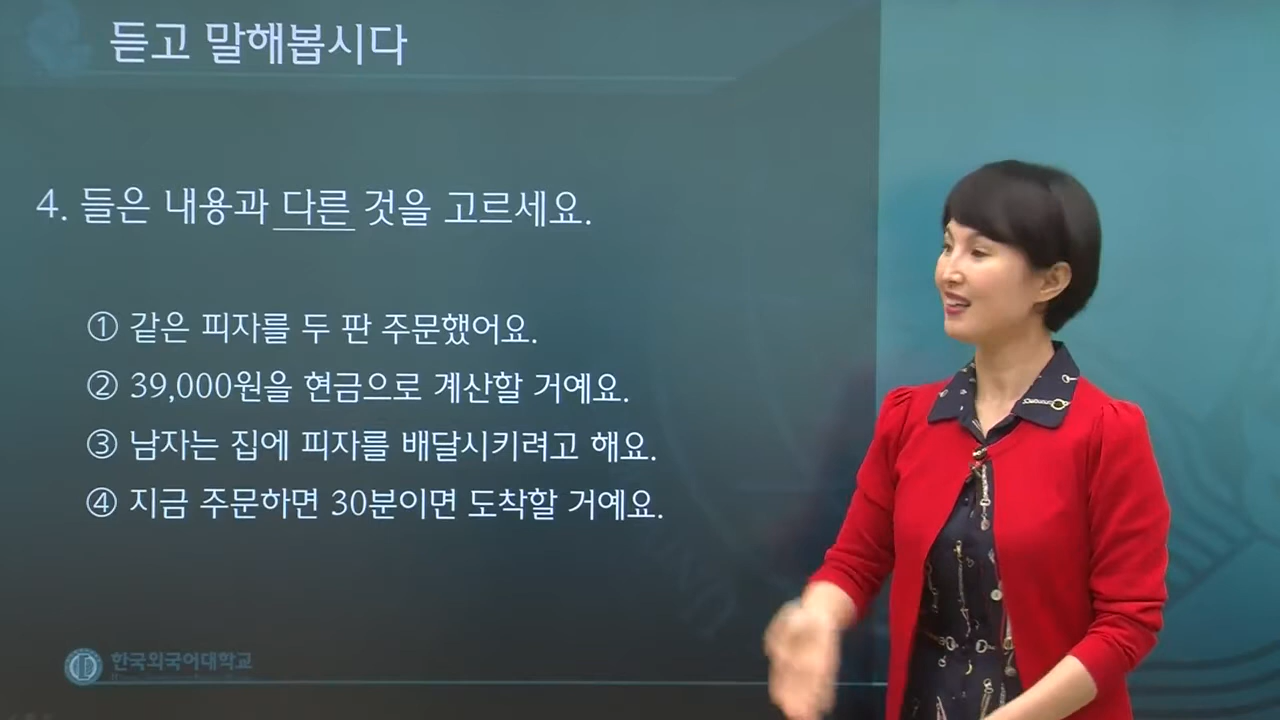 듣고 말해봅시다
4. 들은 내용과 다른 것을 고르세요.
① 같은 피자를 두 판 주문했어요.
② 39,000원을 현금으로 계산할 거예요.
③ 남자는 집에 피자를 배달시키려고 해요.
④ 지금 주문하면 30분이면 도착할 거예요.
한국외국어대학교